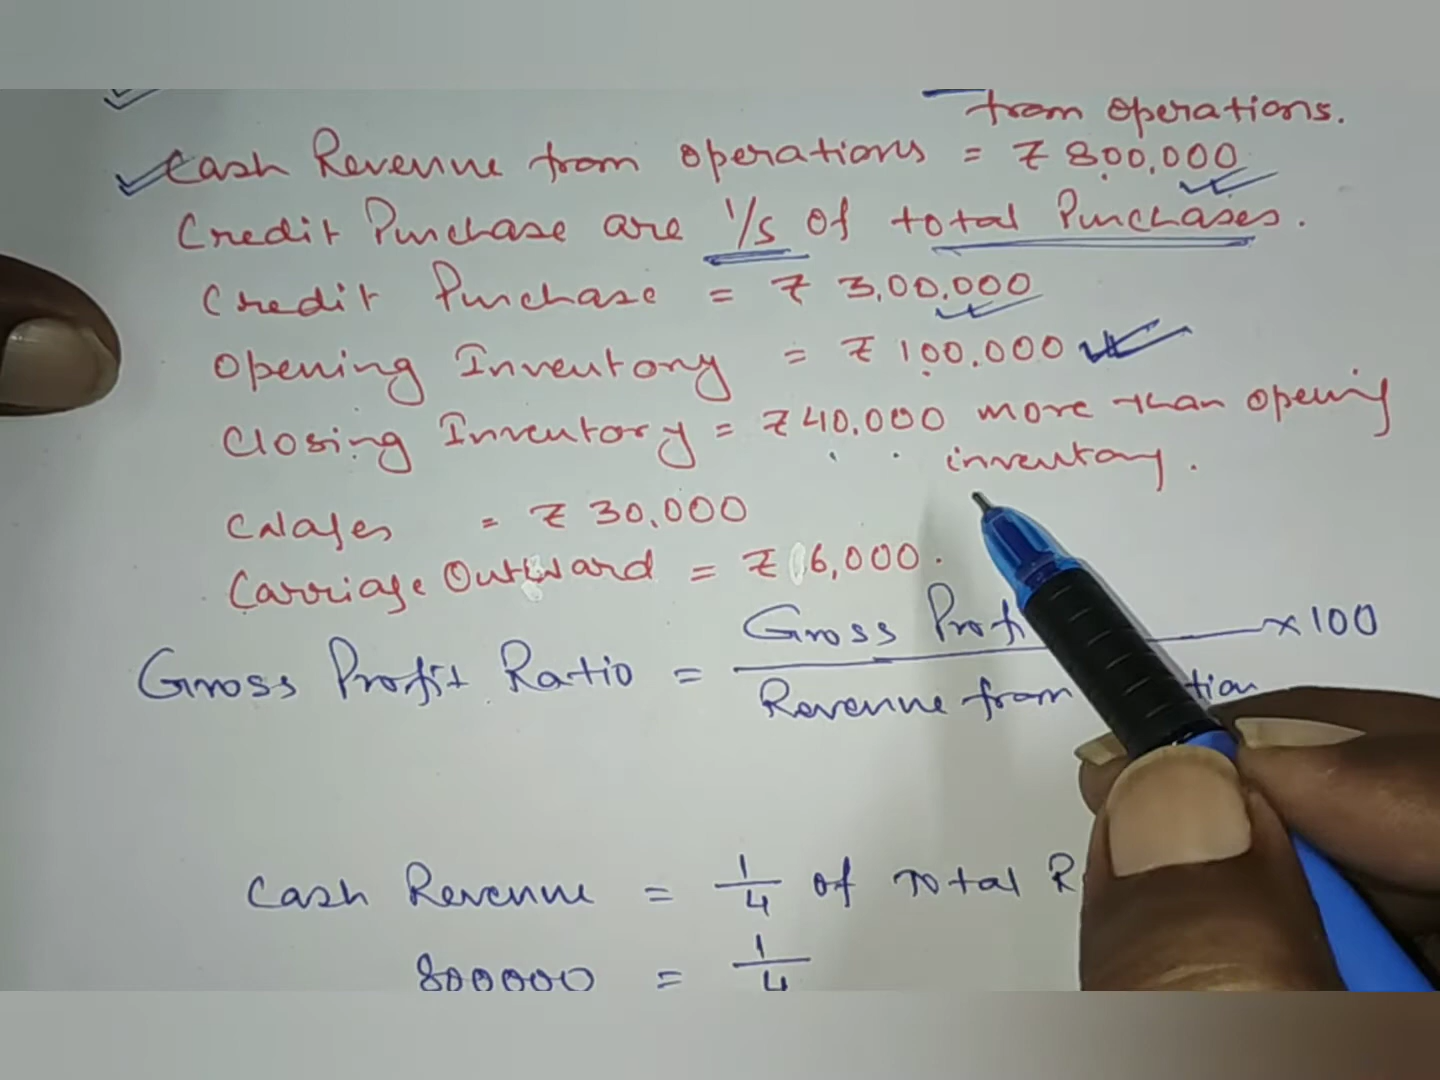 from operations.
Cash Revenue from operations = ₹ 800,000
Credit Purchase are 1/5 of total Purchases.
Credit Purchase = ₹ 3,00,000
Opening Inventory = ₹ 100,000
Closing Inventory = ₹ 40,000 more than opening
inventory.
= ₹ 30,000
Carriage Outward = ₹ 6,000.
Gross Profit Ratio = Gross Profi x 100
Revenue from tion
Cash Revenue = 1/4 of Total R
800000 = 1/4